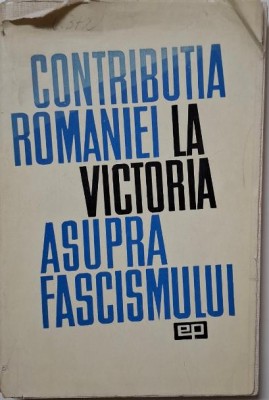 CONTRIBUTIA
ROMANIEI LA
VICTORIA
ASUPRA
FASCISMULUI
ep